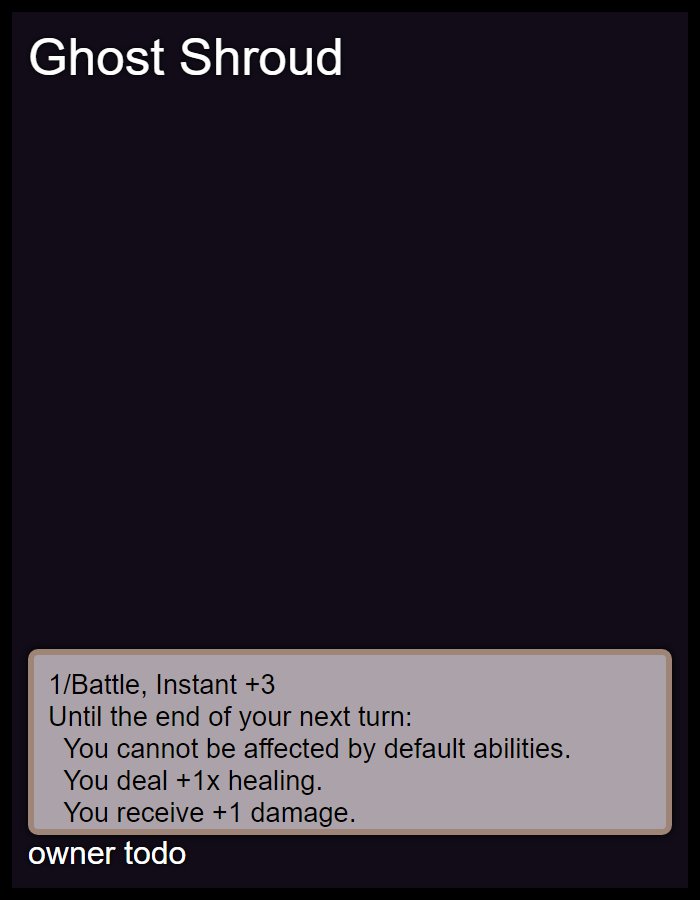 Ghost Shroud
1/Battle, Instant +3
Until the end of your next turn:
You cannot be affected by default abilities.
You deal +1x healing.
You receive +1 damage.
owner todo